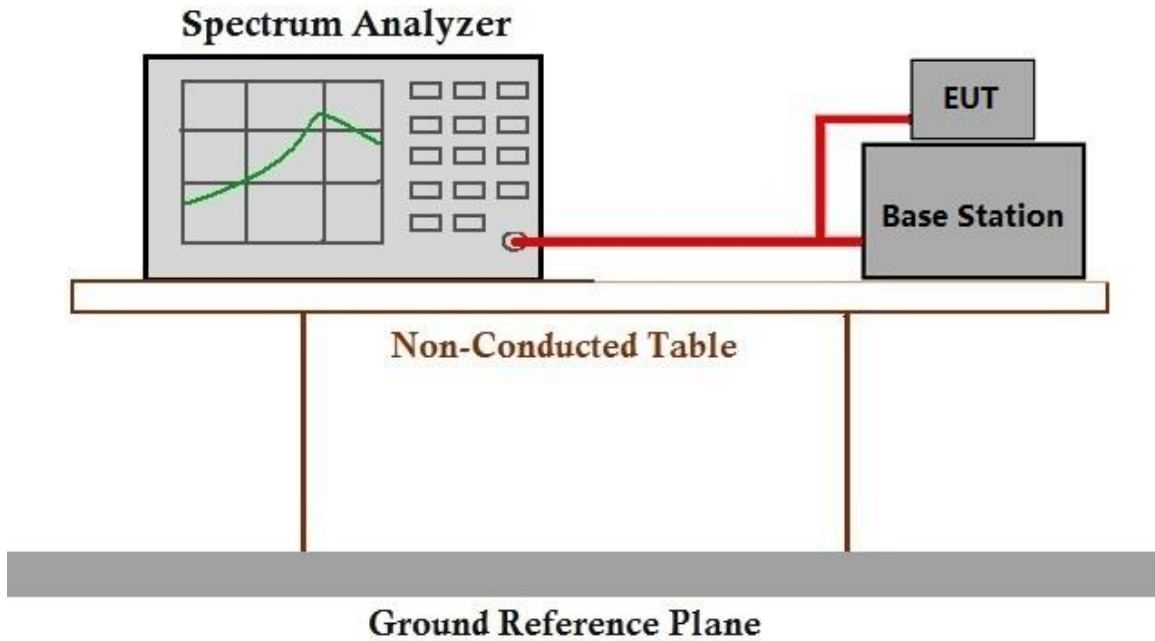 Spectrum Analyzer
EUT
Base Station
Non-Conducted Table
Ground Reference Plane